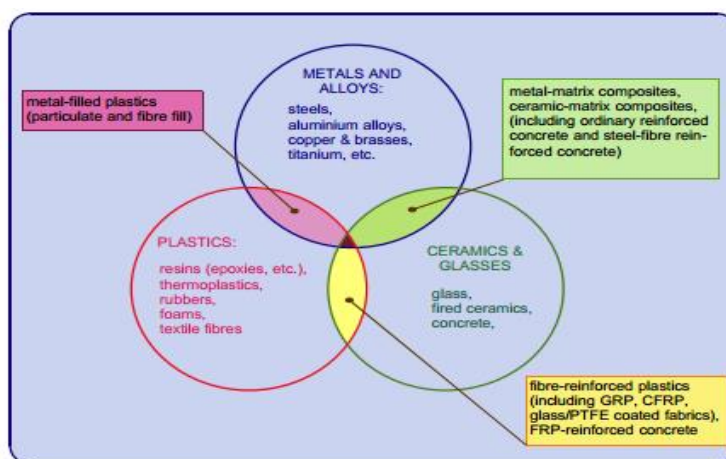 METALS AND
ALLOYS:
steels,
aluminium alloys,
copper & brasses,
titanium, etc.
metal-filled plastics
(particulate and fibre fill)
metal-matrix composites,
ceramic-matrix composites,
(including ordinary reinforced
concrete and steel-fibre rein-
forced concrete)
PLASTICS:
resins (epoxies, etc.),
thermoplastics,
rubbers,
foams,
textile fibres
CERAMICS &
GLASSES
glass,
fired ceramics,
concrete,
fibre-reinforced plastics
(including GRP, CFRP,
glass/PTFE coated fabrics),
FRP-reinforced concrete